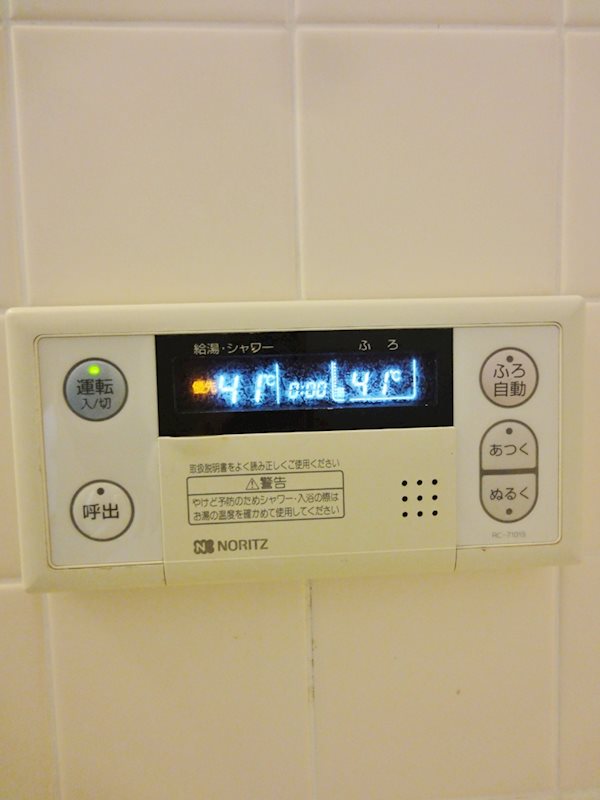 給湯・シャワー ふろ
運転
入/切
優先 41° 0:00 41°
ふろ
自動
あつく
ぬるく
呼出
取扱説明書をよく読み正しくご使用ください
⚠警告
やけど予防のためシャワー・入浴の際は
お湯の温度を確かめて使用してください
NORITZ